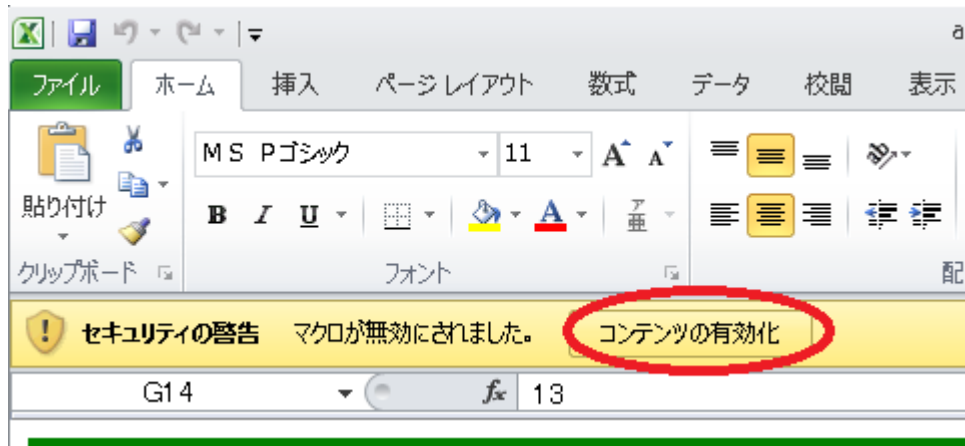 a
ファイル ホーム 挿入 ページ レイアウト 数式 データ 校閲 表示
ＭＳ Ｐゴシック 11 A A
貼り付け
B I U A ア亜
クリップボード フォント 配
セキュリティの警告 マクロが無効にされました。 コンテンツの有効化
G14 fx 13